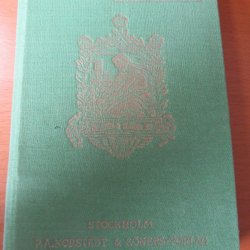 STOCKHOLM
P.A. NORSTEDT & SÖNERS FÖRLAG